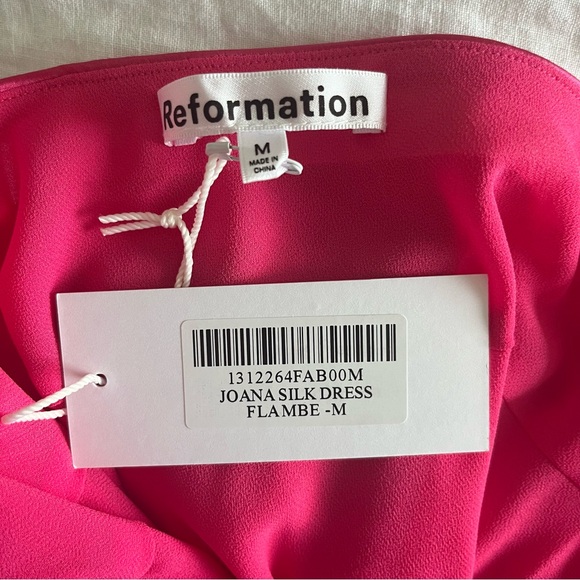 Reformation
M
MADE IN
CHINA
1312264FAB00M
JOANA SILK DRESS
FLAMBE -M